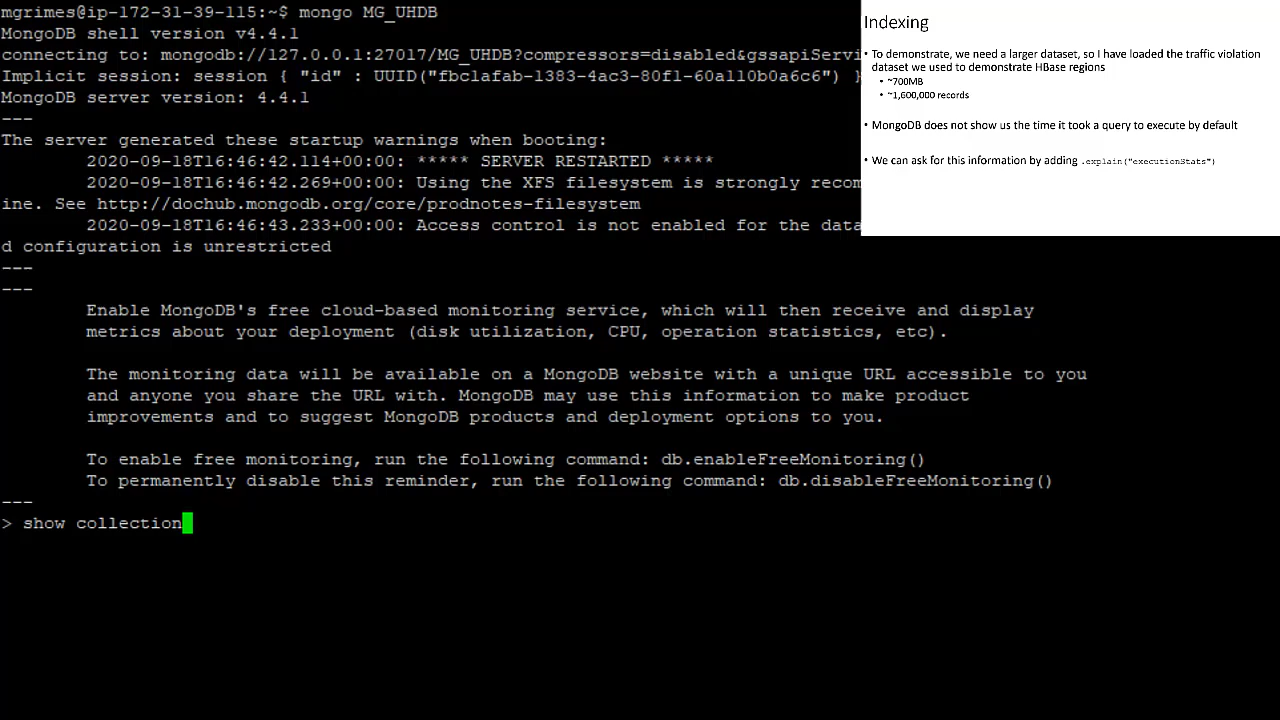 mgrimes@ip-172-31-39-115:~$ mongo MG_UHDB
MongoDB shell version v4.4.1
connecting to: mongodb://127.0.0.1:27017/MG_UHDB?compressors=disabled&gssapiServi
Implicit session: session { "id" : UUID("fbc1afab-1383-4ac3-80f1-60a110b0a6c6") }
MongoDB server version: 4.4.1
---
The server generated these startup warnings when booting:
        2020-09-18T16:46:42.114+00:00: ***** SERVER RESTARTED *****
        2020-09-18T16:46:42.269+00:00: Using the XFS filesystem is strongly recom
ine. See http://dochub.mongodb.org/core/prodnotes-filesystem
        2020-09-18T16:46:43.233+00:00: Access control is not enabled for the data
d configuration is unrestricted
---
---
        Enable MongoDB's free cloud-based monitoring service, which will then receive and display
        metrics about your deployment (disk utilization, CPU, operation statistics, etc).

        The monitoring data will be available on a MongoDB website with a unique URL accessible to you
        and anyone you share the URL with. MongoDB may use this information to make product
        improvements and to suggest MongoDB products and deployment options to you.

        To enable free monitoring, run the following command: db.enableFreeMonitoring()
        To permanently disable this reminder, run the following command: db.disableFreeMonitoring()
---
> show collection
Indexing
• To demonstrate, we need a larger dataset, so I have loaded the traffic violation
dataset we used to demonstrate HBase regions
• ~700MB
• ~1,600,000 records
• MongoDB does not show us the time it took a query to execute by default
• We can ask for this information by adding .explain("executionStats")